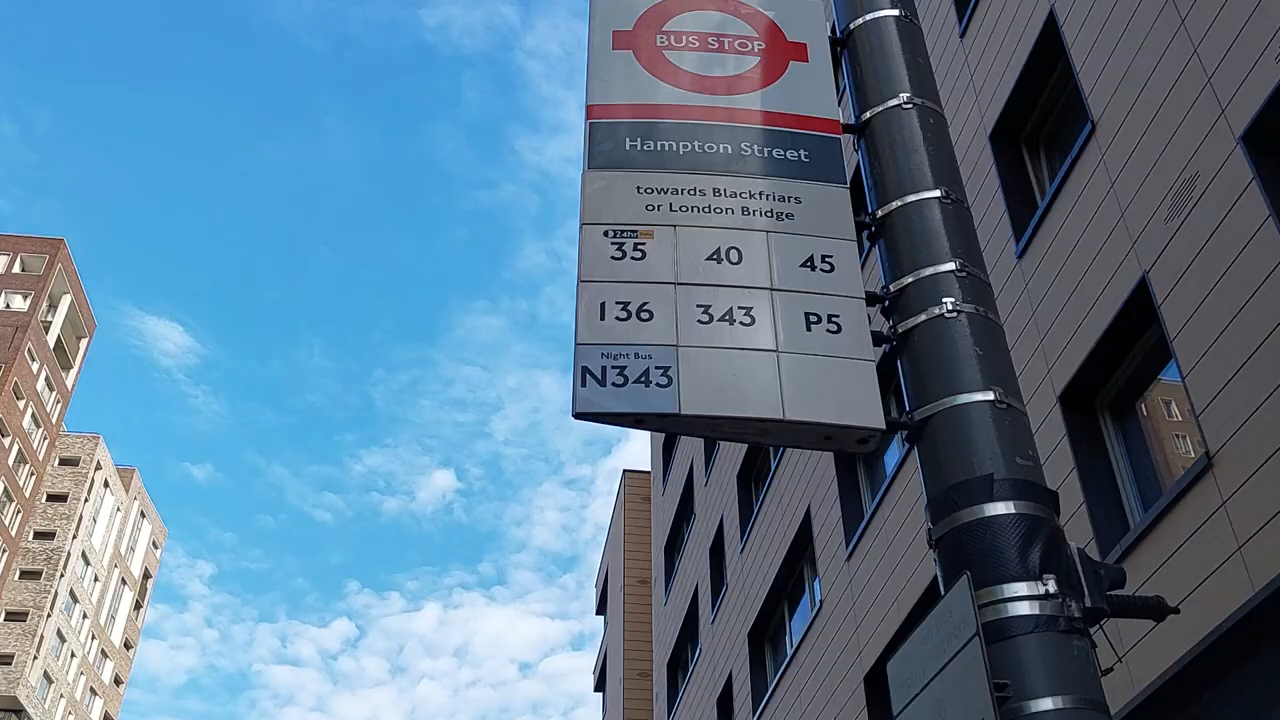 BUS STOP
Hampton Street
towards Blackfriars
or London Bridge
24hr
35 40 45
136 343 P5
Night Bus
N343